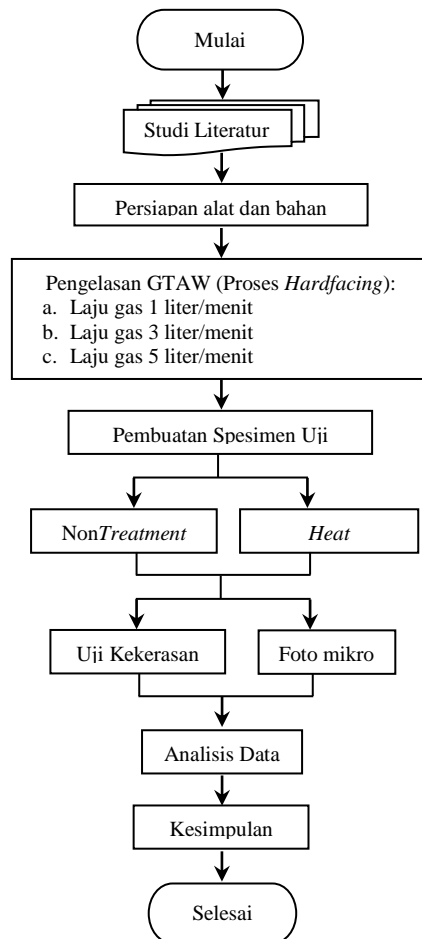 Mulai
Studi Literatur
Persiapan alat dan bahan
Pengelasan GTAW (Proses Hardfacing):
a. Laju gas 1 liter/menit
b. Laju gas 3 liter/menit
c. Laju gas 5 liter/menit
Pembuatan Spesimen Uji
NonTreatment
Heat
Uji Kekerasan
Foto mikro
Analisis Data
Kesimpulan
Selesai